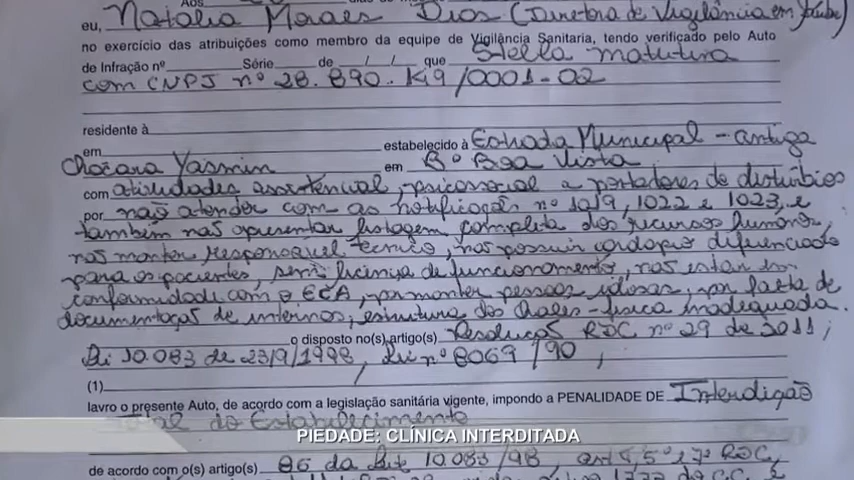 Aos
eu, Natalia Moraes Dios (Diretora de Vigilância em Saúde)
no exercício das atribuições como membro da equipe de Vigilância Sanitária, tendo verificado pelo Auto
de Infração nº Série de / / que Stella matutina
com CNPJ nº 28.890. /0001-02
residente à
em estabelecido à Estrada Municipal - antiga
Chácara Yasmin em Bº Boa Vista
com atividades assistencial, psicossocial a portadores de distúrbios
por não atender com as notificações nº 1019, 1022 e 1023, e
também não apresentar listagem completa dos recursos humanos,
não manter responsável técnico, não possuir cardápio diferenciado
para os pacientes, sem licença de funcionamento, não estar em
conformidade com o ECA, por manter pessoas idosas, por falta de
documentação de internos, estrutura dos chales-física inadequada.
o disposto no(s) artigo(s) Resolução RDC nº 29 de 2011;
Lei 10.083 de 23/9/1998, Lei nº 8069/90,
(1)
lavro o presente Auto, de acordo com a legislação sanitária vigente, impondo a PENALIDADE DE Interdição
Total do Estabelecimento
PIEDADE: CLÍNICA INTERDITADA
de acordo com o(s) artigo(s) 86 da Lei 10.083/98, RDC,